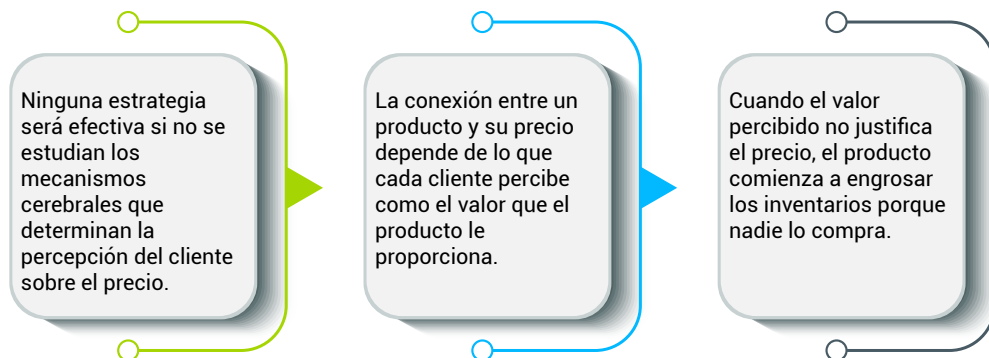 Ninguna estrategia
será efectiva si no se
estudian los
mecanismos
cerebrales que
determinan la
percepción del cliente
sobre el precio.
La conexión entre un
producto y su precio
depende de lo que
cada cliente percibe
como el valor que el
producto le
proporciona.
Cuando el valor
percibido no justifica
el precio, el producto
comienza a engrosar
los inventarios porque
nadie lo compra.